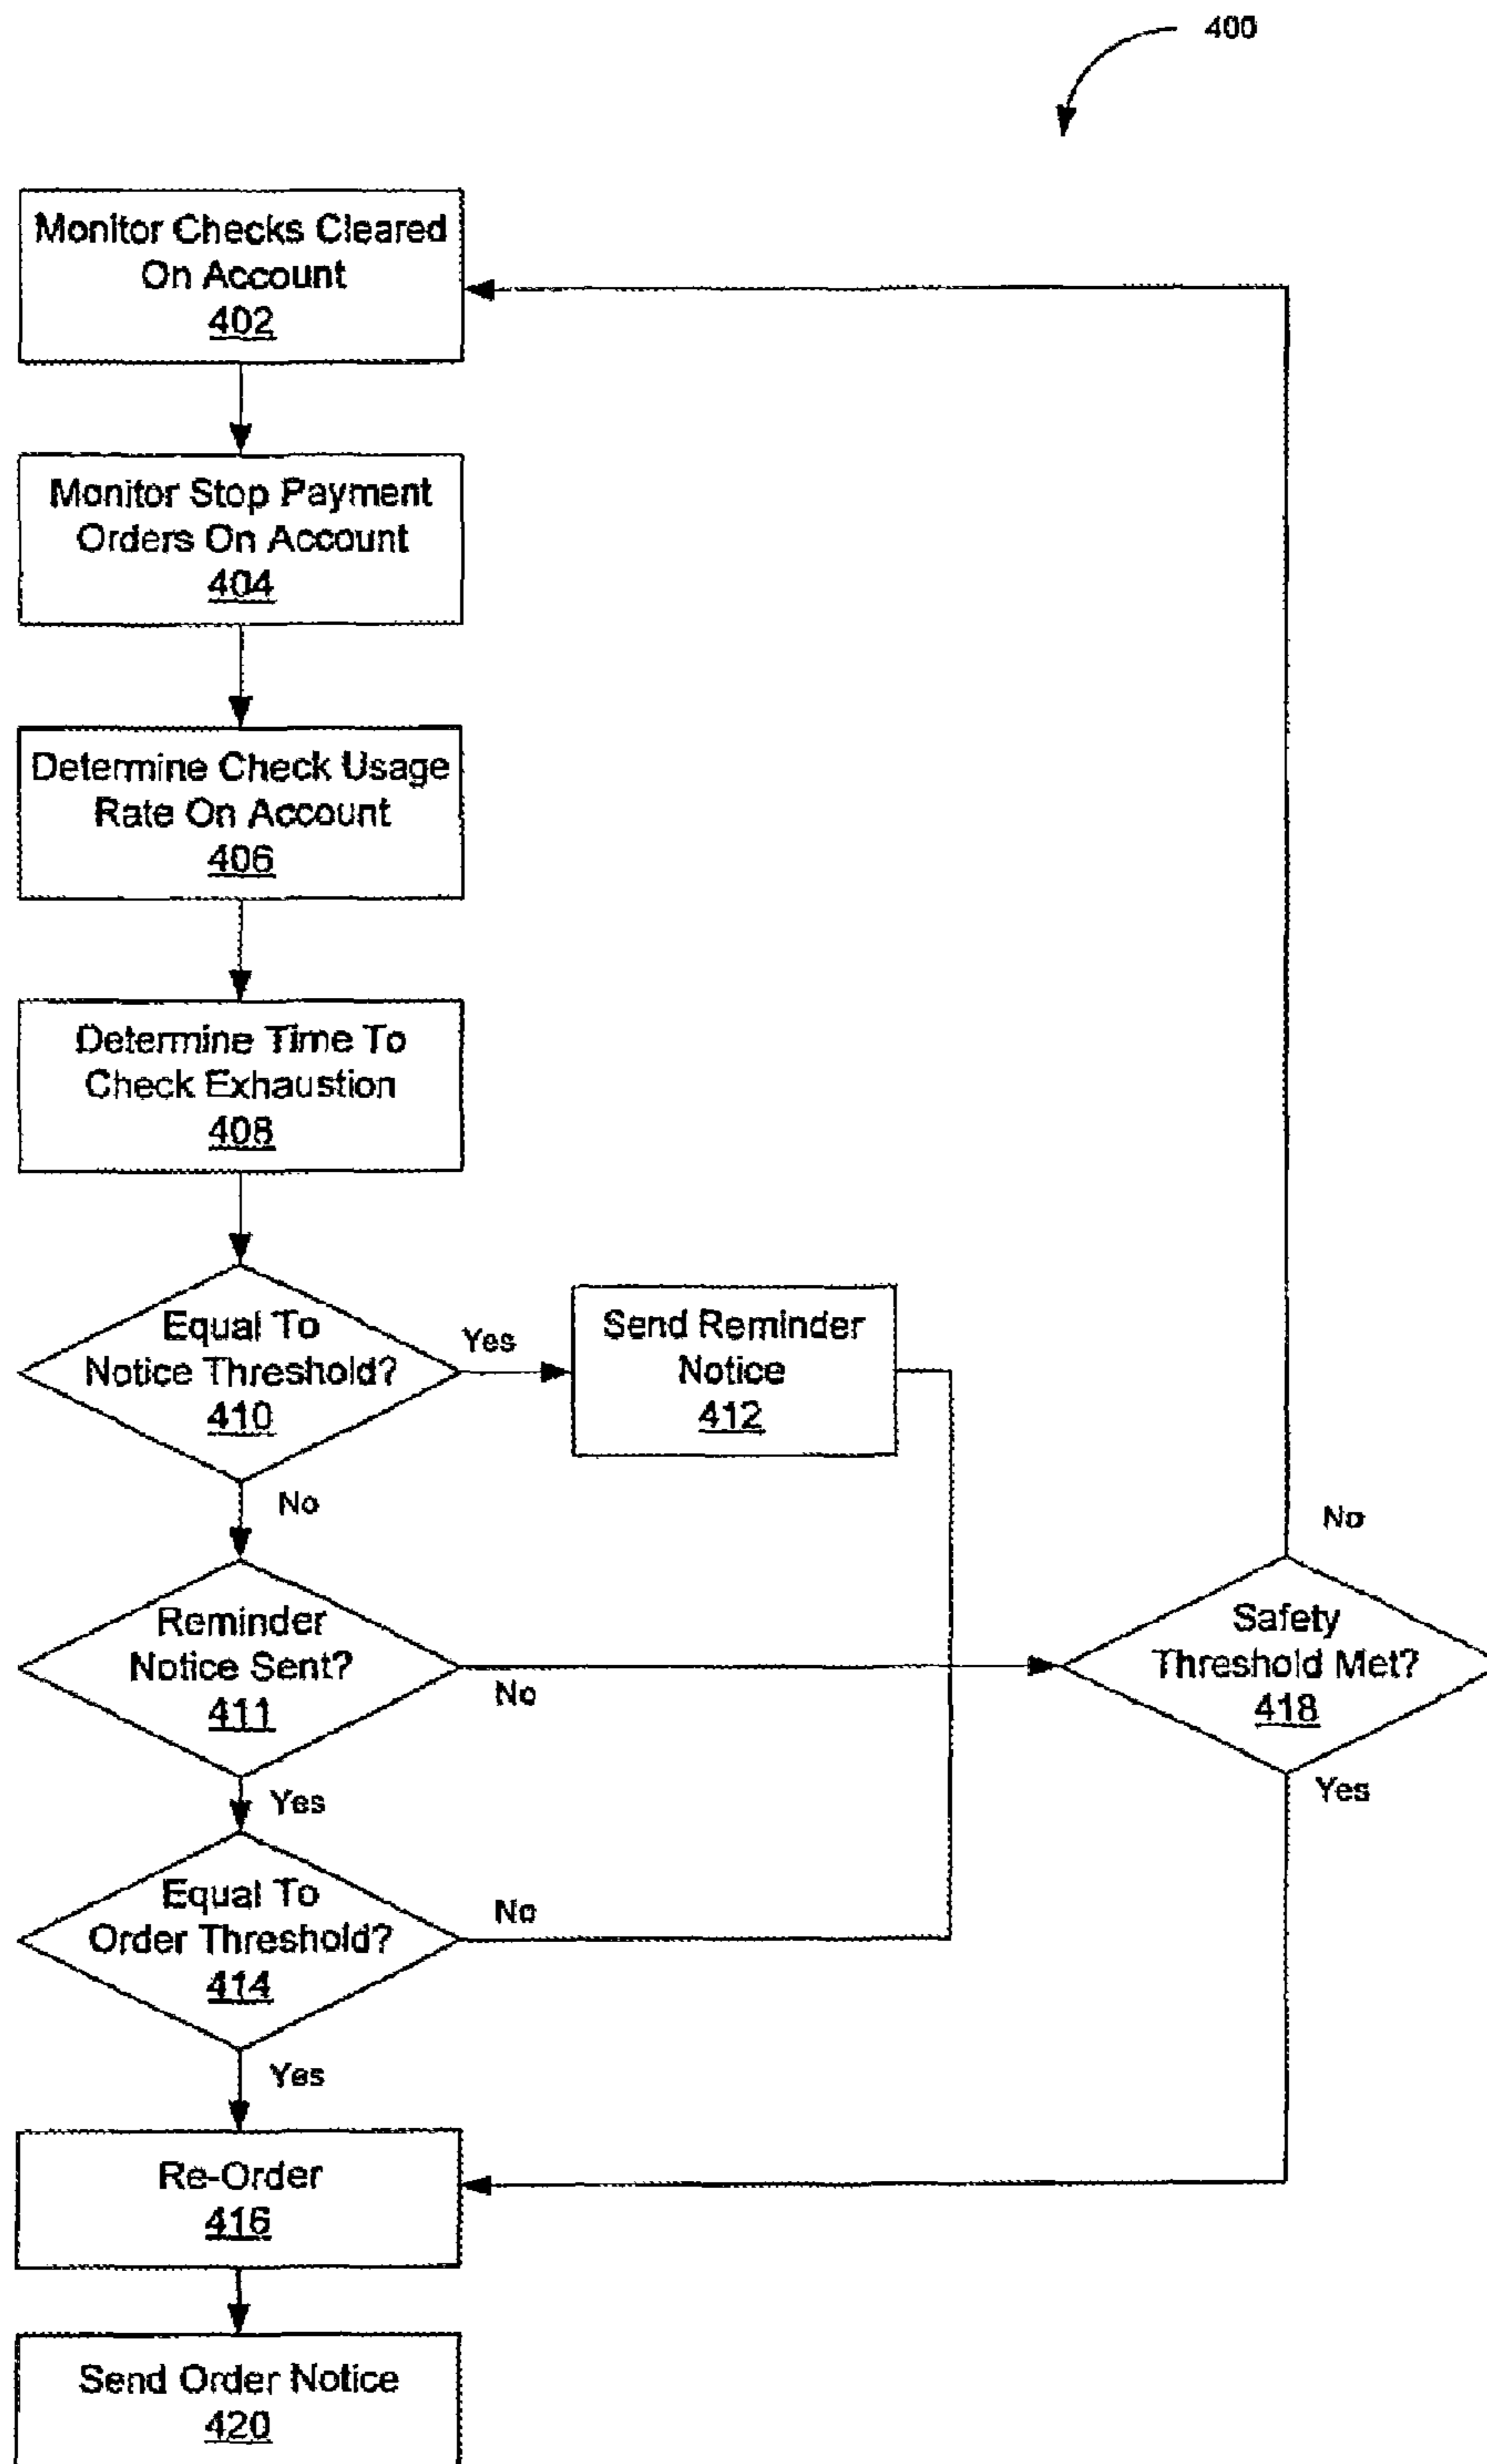 400
Monitor Checks Cleared
On Account
402
Monitor Stop Payment
Orders On Account
404
Determine Check Usage
Rate On Account
406
Determine Time To
Check Exhaustion
408
Equal To
Notice Threshold?
410
Yes
Send Reminder
Notice
412
No
Reminder
Notice Sent?
411
No
Safety
Threshold Met?
418
No
Yes
Yes
Equal To
Order Threshold?
414
No
Yes
Re-Order
416
Send Order Notice
420